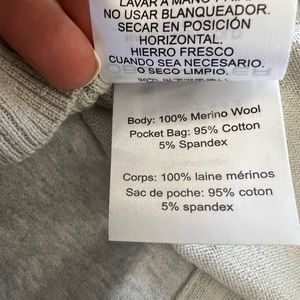 LAVAR A MANO
NO USAR BLANQUEADOR.
SECAR EN POSICIÓN
HORIZONTAL.
HIERRO FRESCO
CUANDO SEA NECESARIO.
O SECO LIMPIO.
Body: 100% Merino Wool
Pocket Bag: 95% Cotton
5% Spandex
Corps: 100% laine mérinos
Sac de poche: 95% coton
5% spandex